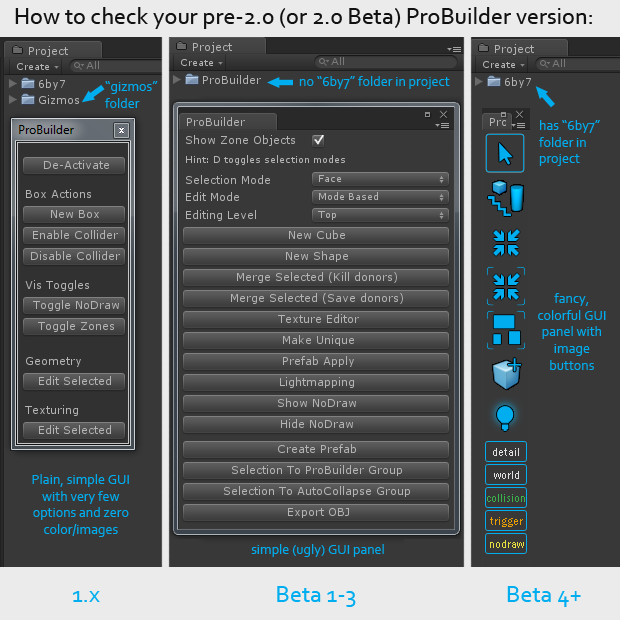 How to check your pre-2.0 (or 2.0 Beta) ProBuilder version:
Project
Create
All
6by7
Gizmos
"gizmos"
folder
ProBuilder
x
De-Activate
Box Actions
New Box
Enable Collider
Disable Collider
Vis Toggles
Toggle NoDraw
Toggle Zones
Geometry
Edit Selected
Texturing
Edit Selected
Plain, simple GUI
with very few
options and zero
color/images
1.x
Project
Create
All
ProBuilder
no "6by7" folder in project
ProBuilder
Show Zone Objects
Hint: D toggles selection modes
Selection Mode Face
Edit Mode Mode Based
Editing Level Top
New Cube
New Shape
Merge Selected (Kill donors)
Merge Selected (Save donors)
Texture Editor
Make Unique
Prefab Apply
Lightmapping
Show NoDraw
Hide NoDraw
Create Prefab
Selection To ProBuilder Group
Selection To AutoCollapse Group
Export OBJ
simple (ugly) GUI panel
Beta 1-3
Project
Create
All
6by7
has "6by7"
folder in
project
Prc
fancy,
colorful GUI
panel with
image
buttons
detail
world
collision
trigger
nodraw
Beta 4+